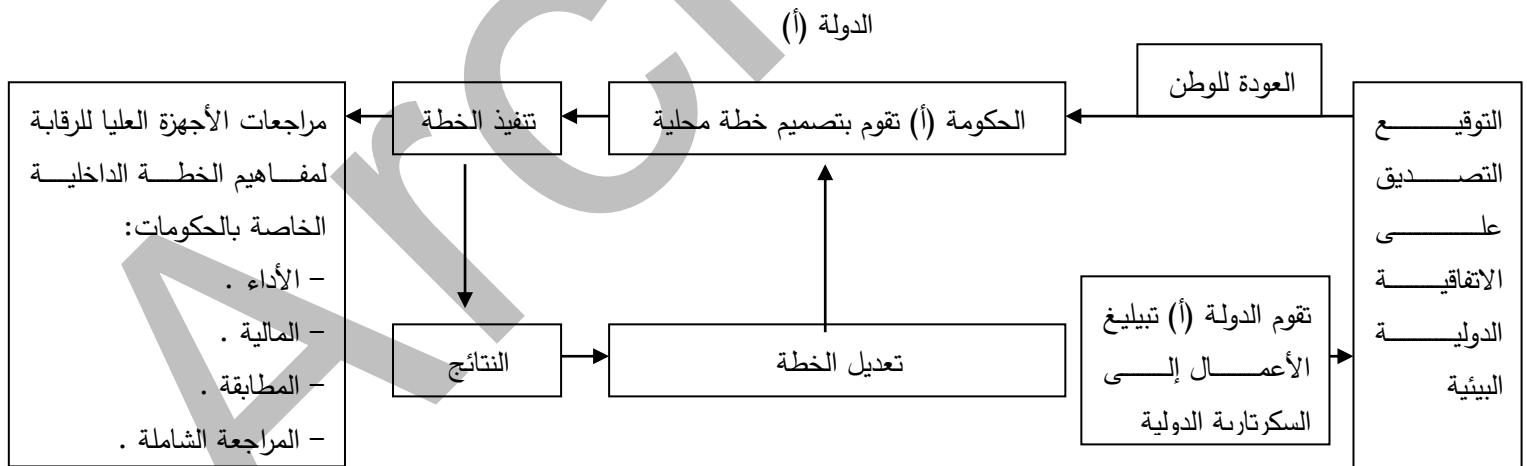 الدولة (أ)
التوقيع
التصديق
على
الاتفاقية
الدولية
البيئية
العودة للوطن
الحكومة (أ) تقوم بتصميم خطة محلية
تنفيذ الخطة
مراجعات الأجهزة العليا للرقابة
لمفاهيم الخطة الداخلية
الخاصة بالحكومات:
- الأداء .
- المالية .
- المطابقة .
- المراجعة الشاملة .
النتائج
تعديل الخطة
تقوم الدولة (أ) تبيليغ
الأعمال إلى
السكرتارية الدولية